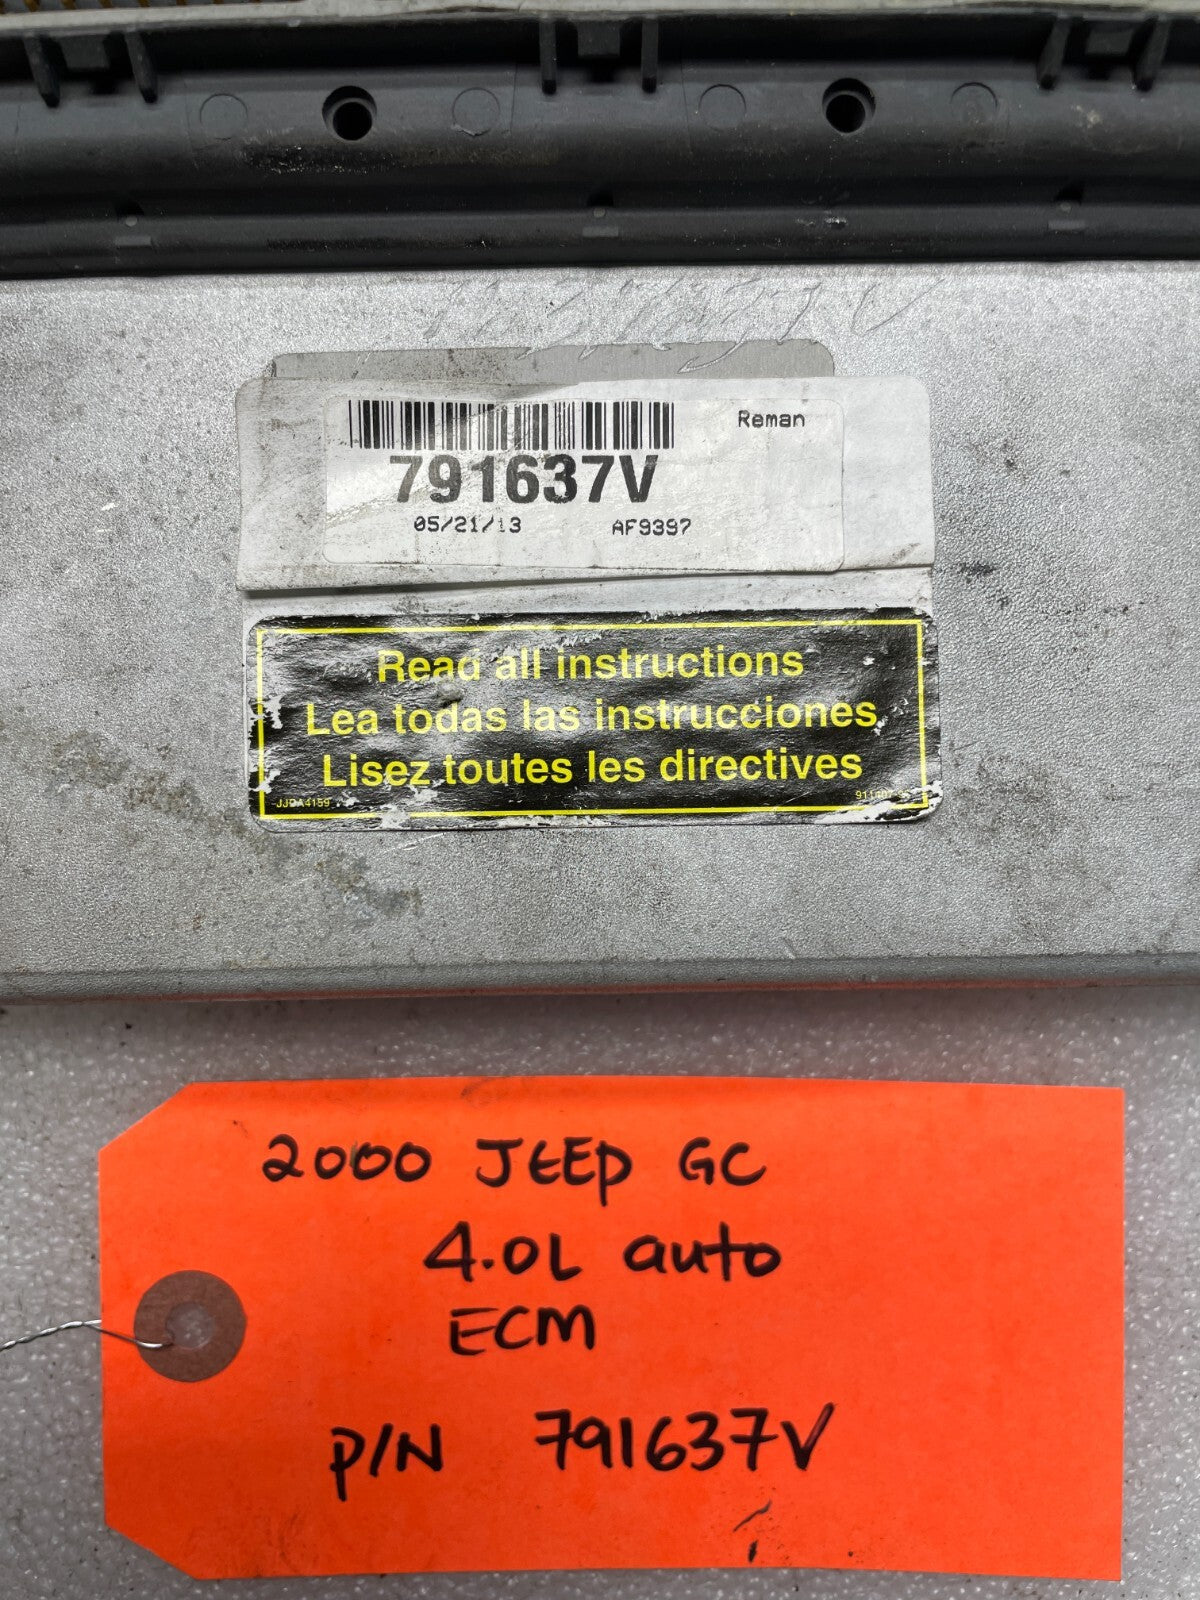 Reman
791637V
05/21/13 AF9397
Read all instructions
Lea todas las instrucciones
Lisez toutes les directives
JJDA4159
2000 JEEP GC
4.0L auto
ECM
P/N 791637V